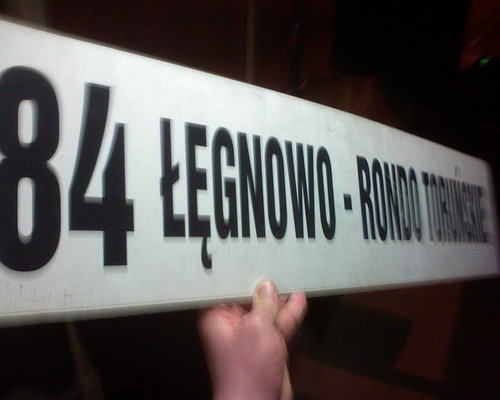 84 ŁĘGNOWO - RONDO TORUŃSKIE